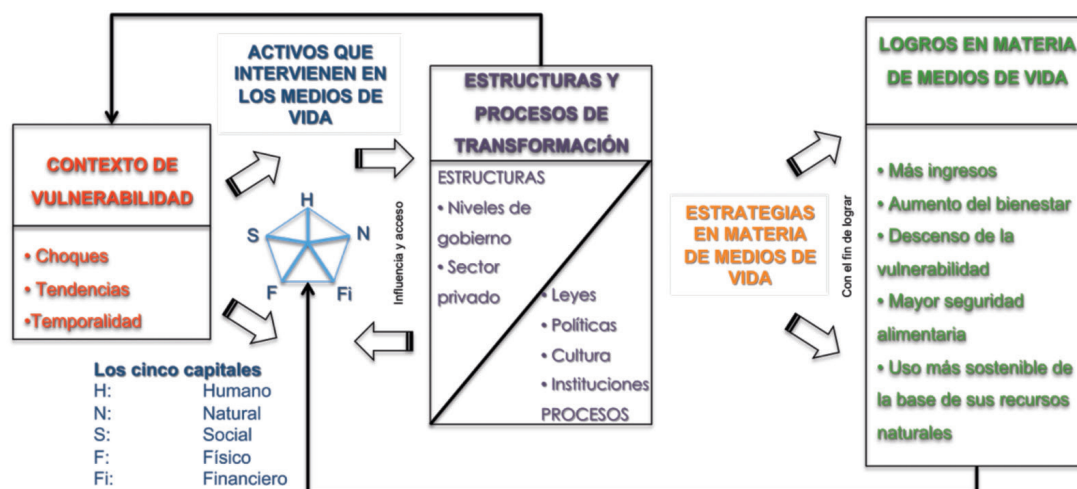 CONTEXTO DE
VULNERABILIDAD
• Choques
• Tendencias
•Temporalidad
ACTIVOS QUE
INTERVIENEN EN
LOS MEDIOS DE
VIDA
H
S
N
F
Fi
Los cinco capitales
H: Humano
N: Natural
S: Social
F: Físico
Fi: Financiero
Influencia y acceso
ESTRUCTURAS Y
PROCESOS DE
TRANSFORMACIÓN
ESTRUCTURAS
• Niveles de
gobierno
• Sector
privado
• Leyes
• Políticas
• Cultura
• Instituciones
PROCESOS
ESTRATEGIAS
EN MATERIA
DE MEDIOS DE
VIDA
Con el fin de lograr
LOGROS EN MATERIA
DE MEDIOS DE VIDA
• Más ingresos
• Aumento del bienestar
• Descenso de la
vulnerabilidad
• Mayor seguridad
alimentaria
• Uso más sostenible de
la base de sus recursos
naturales